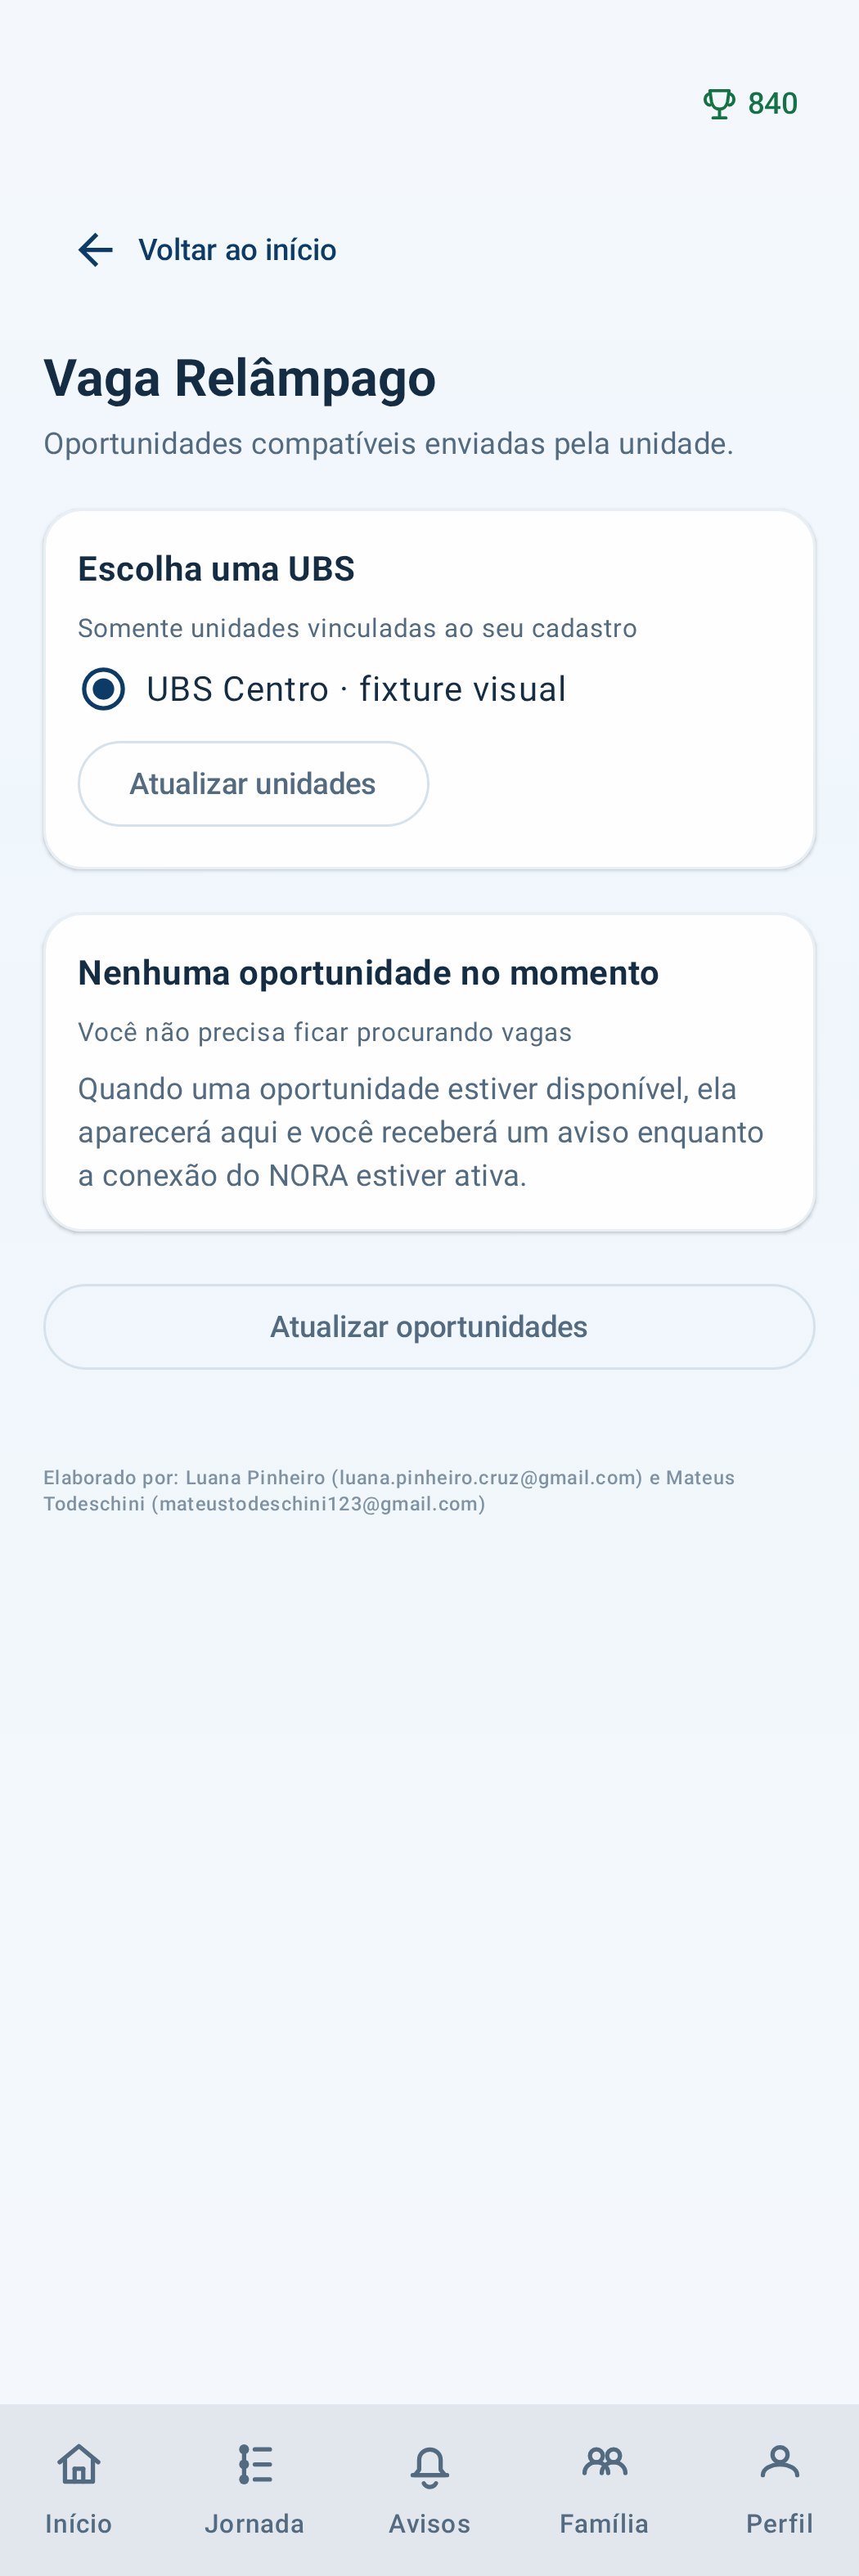 840
Voltar ao início
Vaga Relâmpago
Oportunidades compatíveis enviadas pela unidade.
Escolha uma UBS
Somente unidades vinculadas ao seu cadastro
UBS Centro · fixture visual
Atualizar unidades
Nenhuma oportunidade no momento
Você não precisa ficar procurando vagas
Quando uma oportunidade estiver disponível, ela
aparecerá aqui e você receberá um aviso enquanto
a conexão do NORA estiver ativa.
Atualizar oportunidades
Elaborado por: Luana Pinheiro (luana.pinheiro.cruz@gmail.com) e Mateus
Todeschini (mateustodeschini123@gmail.com)
Início Jornada Avisos Família Perfil